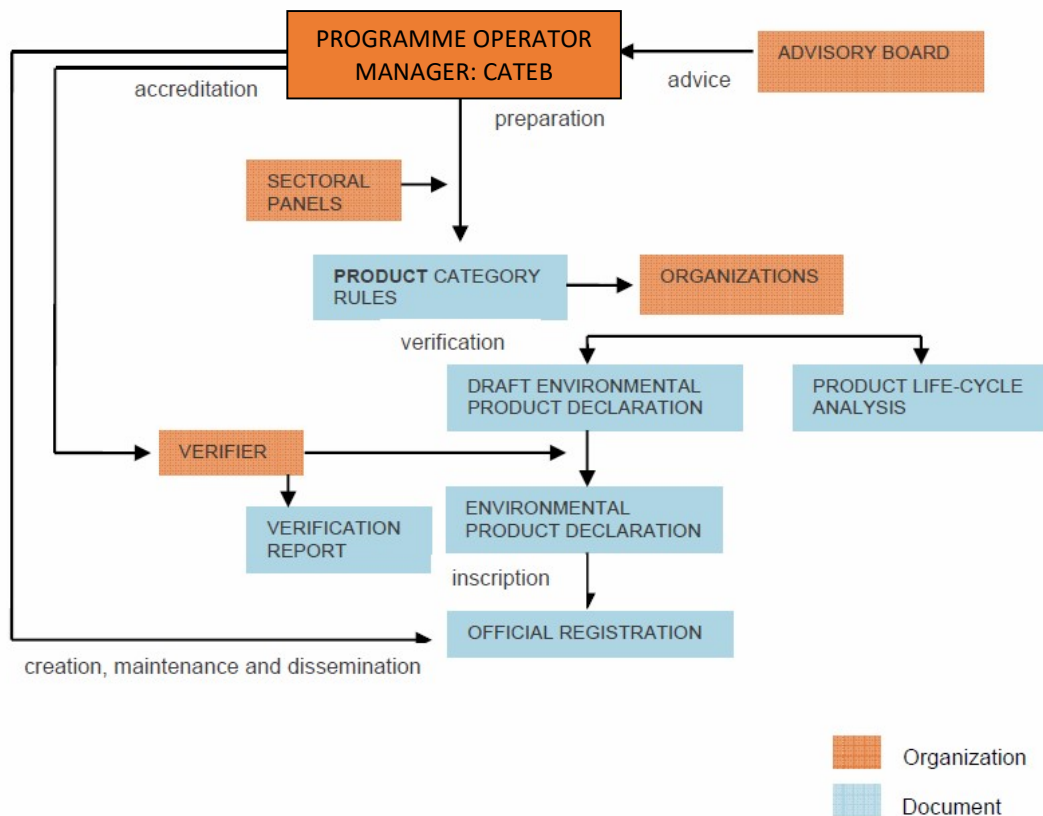 PROGRAMME OPERATOR
MANAGER: CATEB
ADVISORY BOARD
accreditation
advice
preparation
SECTORAL
PANELS
PRODUCT CATEGORY
RULES
ORGANIZATIONS
verification
DRAFT ENVIRONMENTAL
PRODUCT DECLARATION
PRODUCT LIFE-CYCLE
ANALYSIS
VERIFIER
VERIFICATION
REPORT
ENVIRONMENTAL
PRODUCT DECLARATION
inscription
OFFICIAL REGISTRATION
creation, maintenance and dissemination
Organization
Document